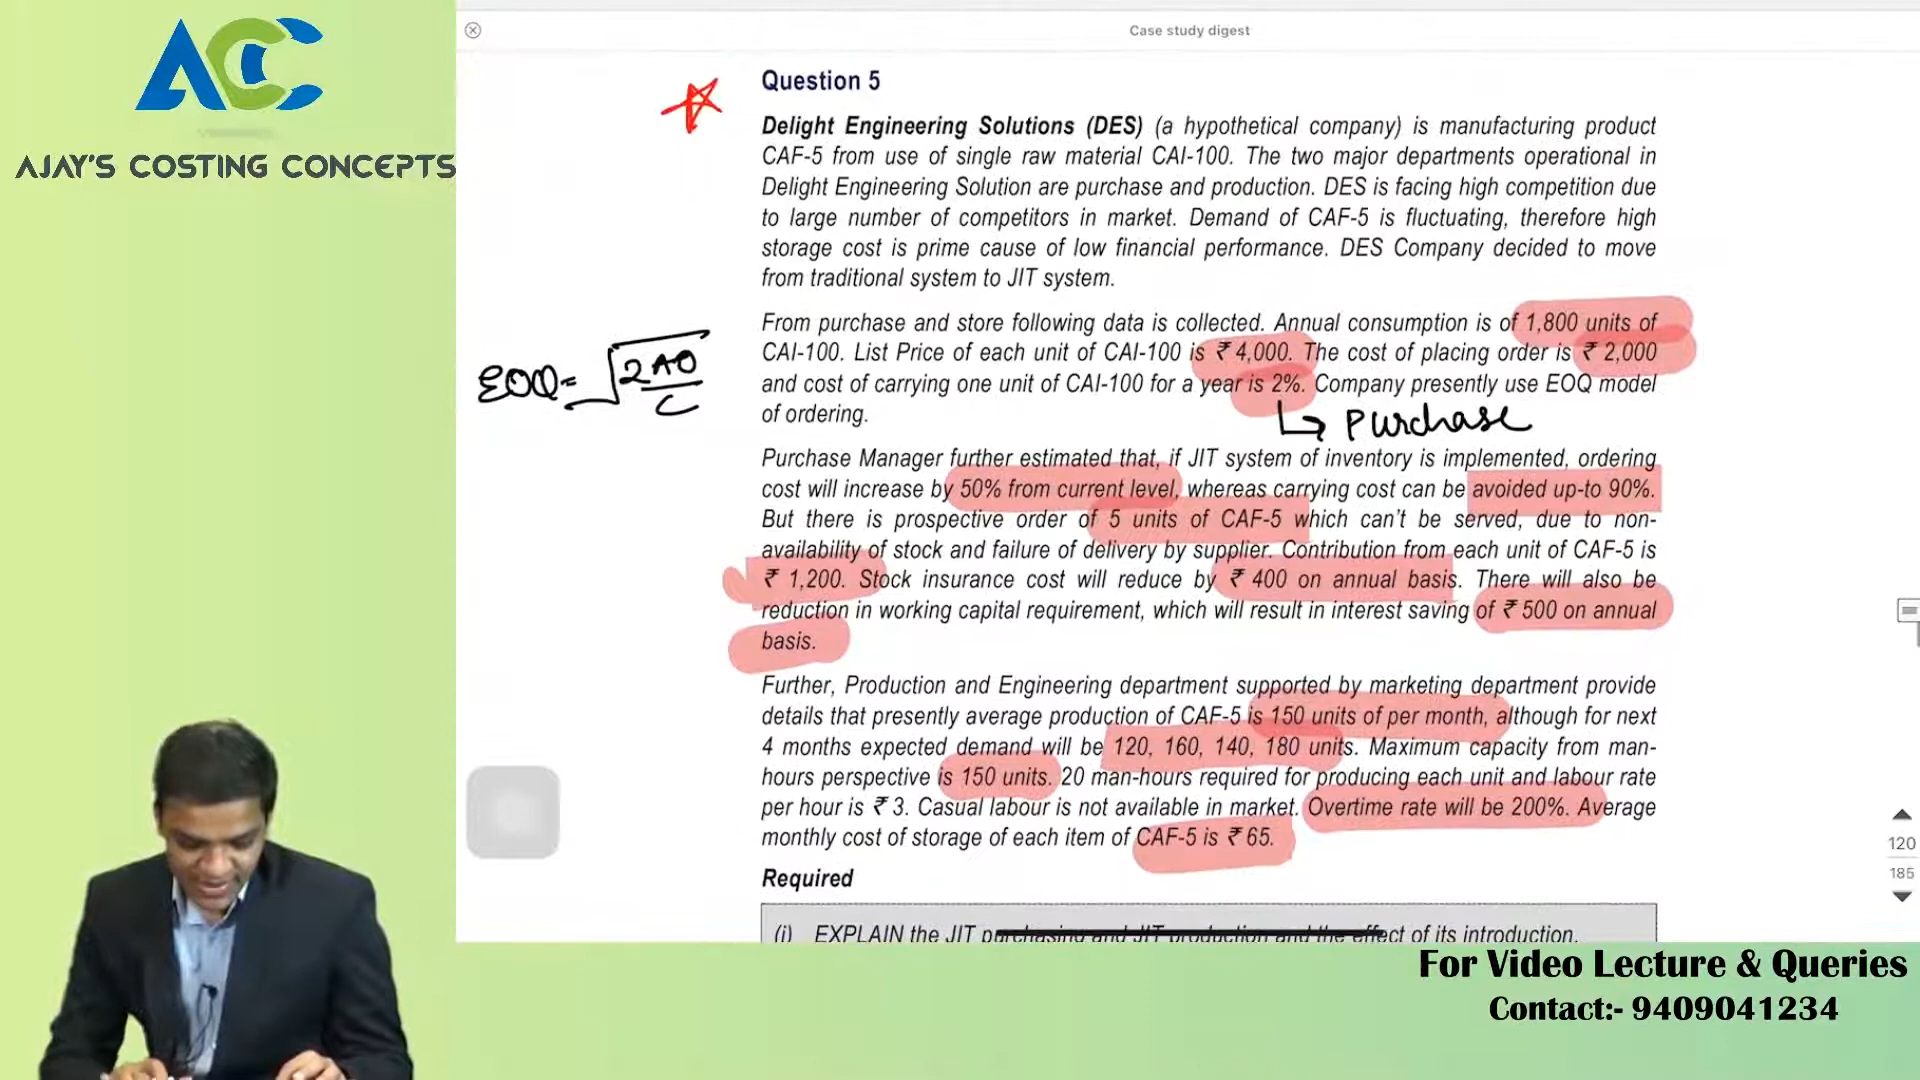 ACC
AJAY'S COSTING CONCEPTS
Case study digest
Question 5
Delight Engineering Solutions (DES) (a hypothetical company) is manufacturing product
CAF-5 from use of single raw material CAI-100. The two major departments operational in
Delight Engineering Solution are purchase and production. DES is facing high competition due
to large number of competitors in market. Demand of CAF-5 is fluctuating, therefore high
storage cost is prime cause of low financial performance. DES Company decided to move
from traditional system to JIT system.
From purchase and store following data is collected. Annual consumption is of 1,800 units of
CAI-100. List Price of each unit of CAI-100 is ₹ 4,000. The cost of placing order is ₹ 2,000
and cost of carrying one unit of CAI-100 for a year is 2%. Company presently use EOQ model
of ordering.
EOQ = √2AO/C
↳ Purchase
Purchase Manager further estimated that, if JIT system of inventory is implemented, ordering
cost will increase by 50% from current level, whereas carrying cost can be avoided up-to 90%.
But there is prospective order of 5 units of CAF-5 which can't be served, due to non-
availability of stock and failure of delivery by supplier. Contribution from each unit of CAF-5 is
₹ 1,200. Stock insurance cost will reduce by ₹ 400 on annual basis. There will also be
reduction in working capital requirement, which will result in interest saving of ₹ 500 on annual
basis.
Further, Production and Engineering department supported by marketing department provide
details that presently average production of CAF-5 is 150 units of per month, although for next
4 months expected demand will be 120, 160, 140, 180 units. Maximum capacity from man-
hours perspective is 150 units. 20 man-hours required for producing each unit and labour rate
per hour is ₹ 3. Casual labour is not available in market. Overtime rate will be 200%. Average
monthly cost of storage of each item of CAF-5 is ₹ 65.
Required
(i) EXPLAIN the JIT purchasing and JIT production and the effect of its introduction.
120
185
For Video Lecture & Queries
Contact:- 9409041234